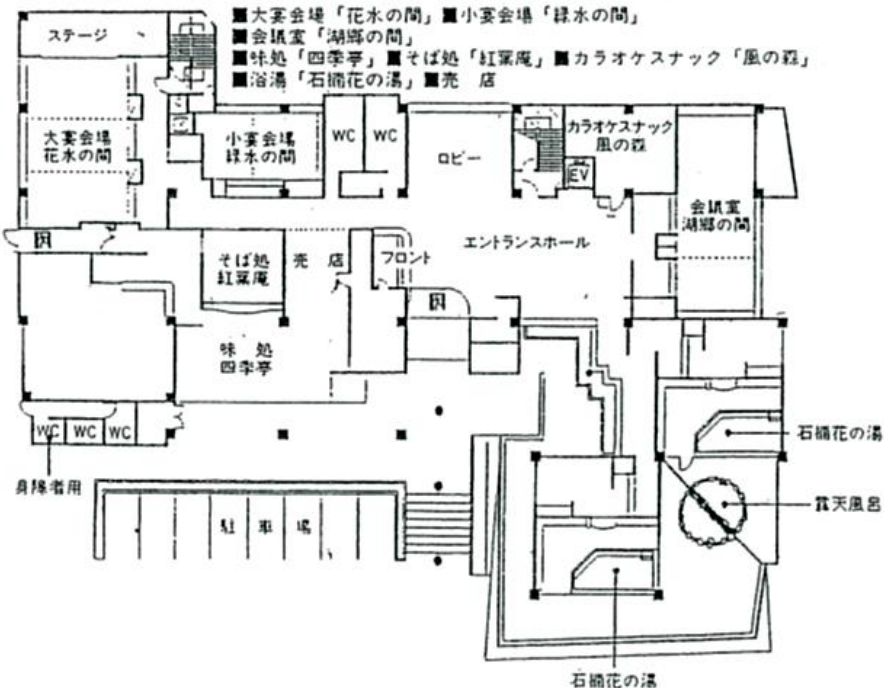 ■大宴会場「花水の間」■小宴会場「緑水の間」
■会議室「湖郷の間」
■味処「四季亭」■そば処「紅葉庵」■カラオケスナック「風の森」
■浴湯「石楠花の湯」■売　店
ステージ
大宴会場
花水の間
小宴会場
緑水の間
WC
WC
ロビー
カラオケスナック
風の森
EV
会議室
湖郷の間
エントランスホール
フロント
そば処
紅葉庵
売　店
味　処
四季亭
WC
WC
WC
身障者用
駐　車　場
石楠花の湯
露天風呂
石楠花の湯